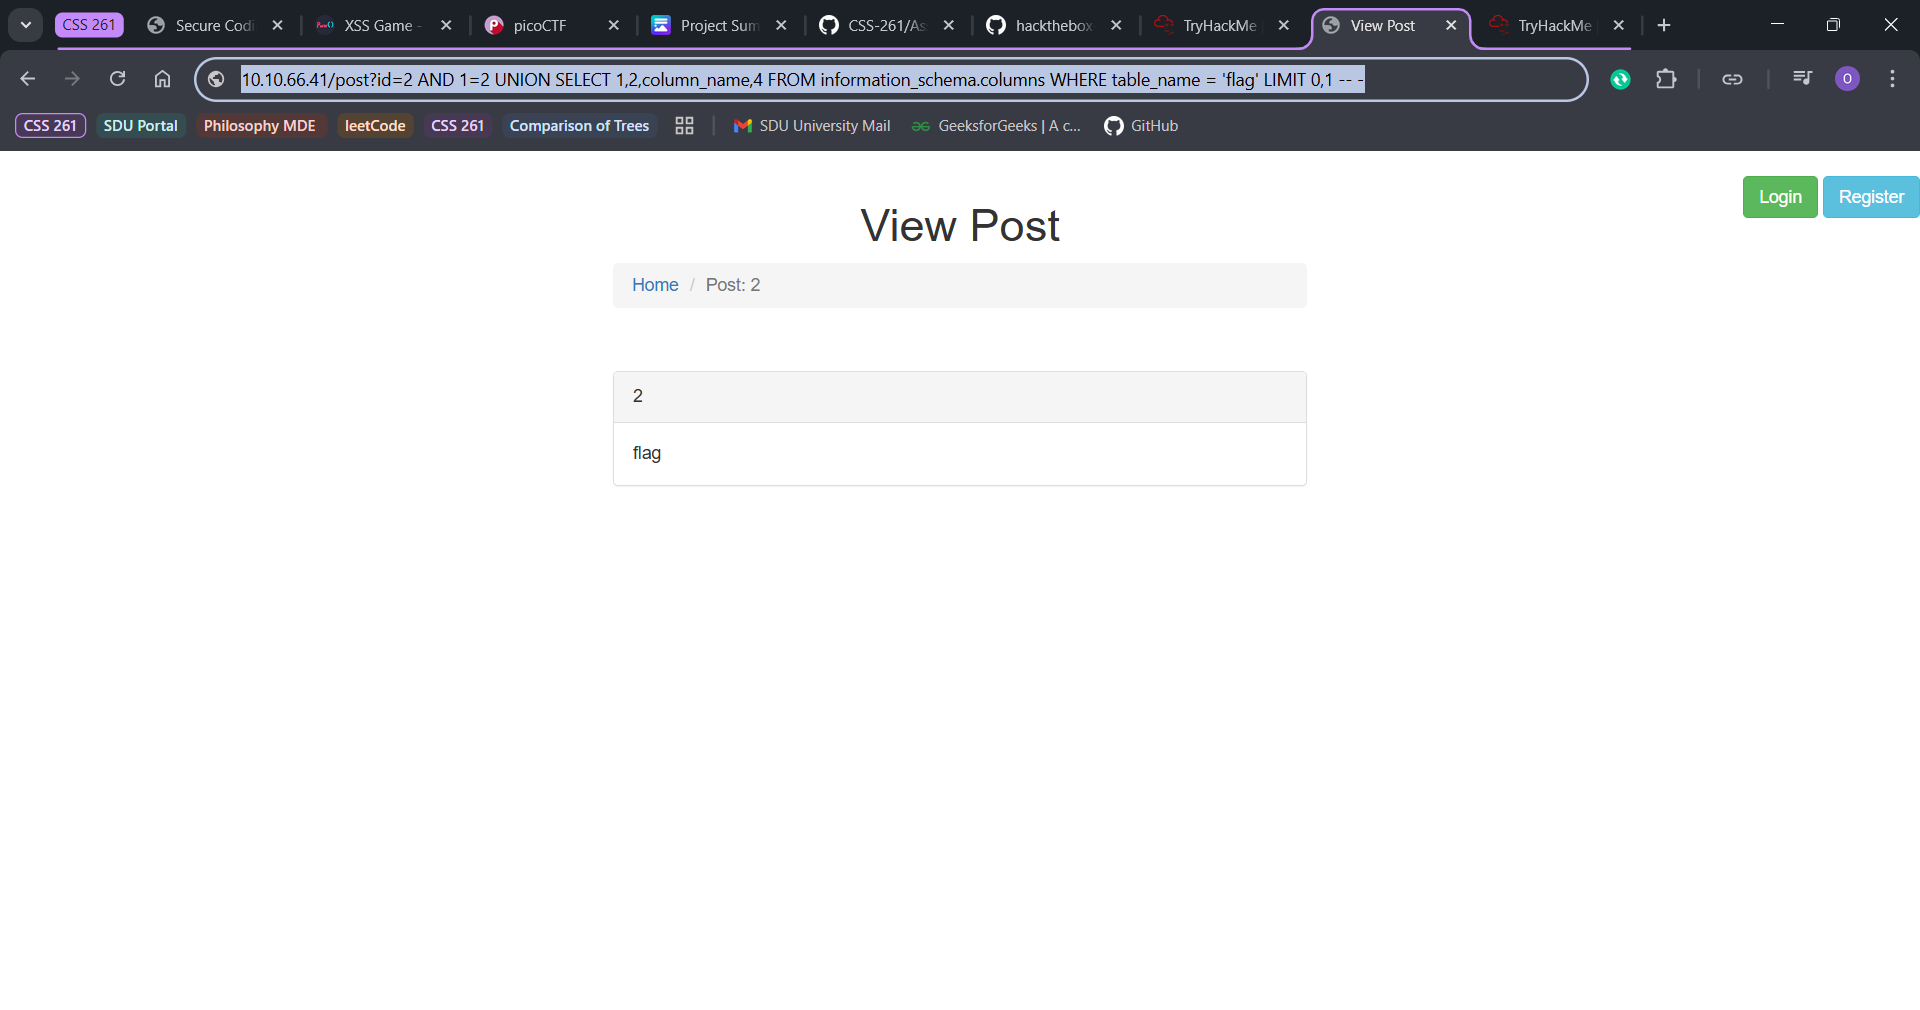 CSS 261 Secure Codi XSS Game - picoCTF Project Sum CSS-261/As hackthebox TryHackMe View Post TryHackMe
10.10.66.41/post?id=2 AND 1=2 UNION SELECT 1,2,column_name,4 FROM information_schema.columns WHERE table_name = 'flag' LIMIT 0,1 -- -
O
CSS 261 SDU Portal Philosophy MDE leetCode CSS 261 Comparison of Trees SDU University Mail GeeksforGeeks | A c... GitHub
Login Register
View Post
Home / Post: 2
2
flag